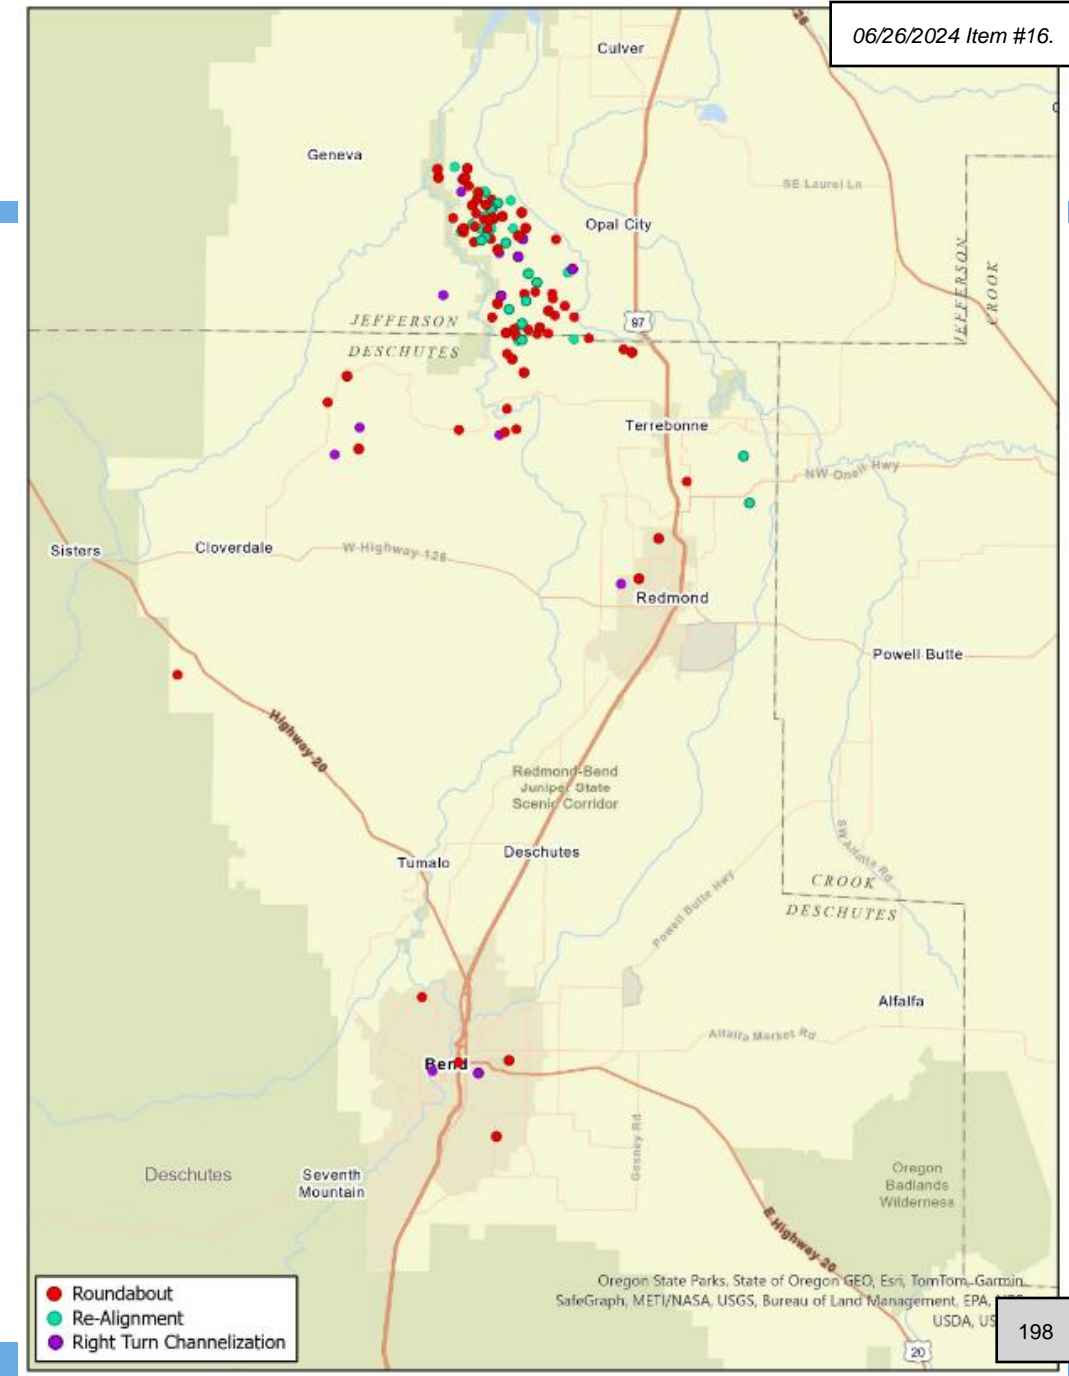 06/26/2024 Item #16.
26
Culver
Geneva
SE Laurel Ln
Opal City
JEFFERSON
CROOK
97
JEFFERSON
DESCHUTES
Terrebonne
NW Oneil Hwy
Sisters
Cloverdale
W Highway 126
Redmond
Powell Butte
Highway 20
Redmond-Bend
Juniper State
Scenic Corridor
SW Alfalfa Rd
Tumalo
Deschutes
CROOK
DESCHUTES
Powell Butte Hwy
Alfalfa
Alfalfa Market Rd
Bend
Gosney Rd
Deschutes
Seventh
Mountain
Oregon
Badlands
Wilderness
E Highway 20
Roundabout
Re-Alignment
Right Turn Channelization
Oregon State Parks, State of Oregon GEO, Esri, TomTom, Garmin,
SafeGraph, METI/NASA, USGS, Bureau of Land Management, EPA,
USDA,
198
20